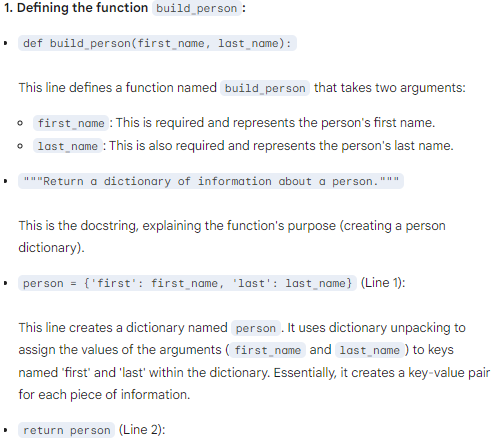 1. Defining the function build_person :
• def build_person(first_name, last_name):
This line defines a function named build_person that takes two arguments:
○ first_name : This is required and represents the person's first name.
○ last_name : This is also required and represents the person's last name.
• """Return a dictionary of information about a person."""
This is the docstring, explaining the function's purpose (creating a person
dictionary).
• person = {'first': first_name, 'last': last_name} (Line 1):
This line creates a dictionary named person . It uses dictionary unpacking to
assign the values of the arguments ( first_name and last_name ) to keys
named 'first' and 'last' within the dictionary. Essentially, it creates a key-value pair
for each piece of information.
• return person (Line 2):